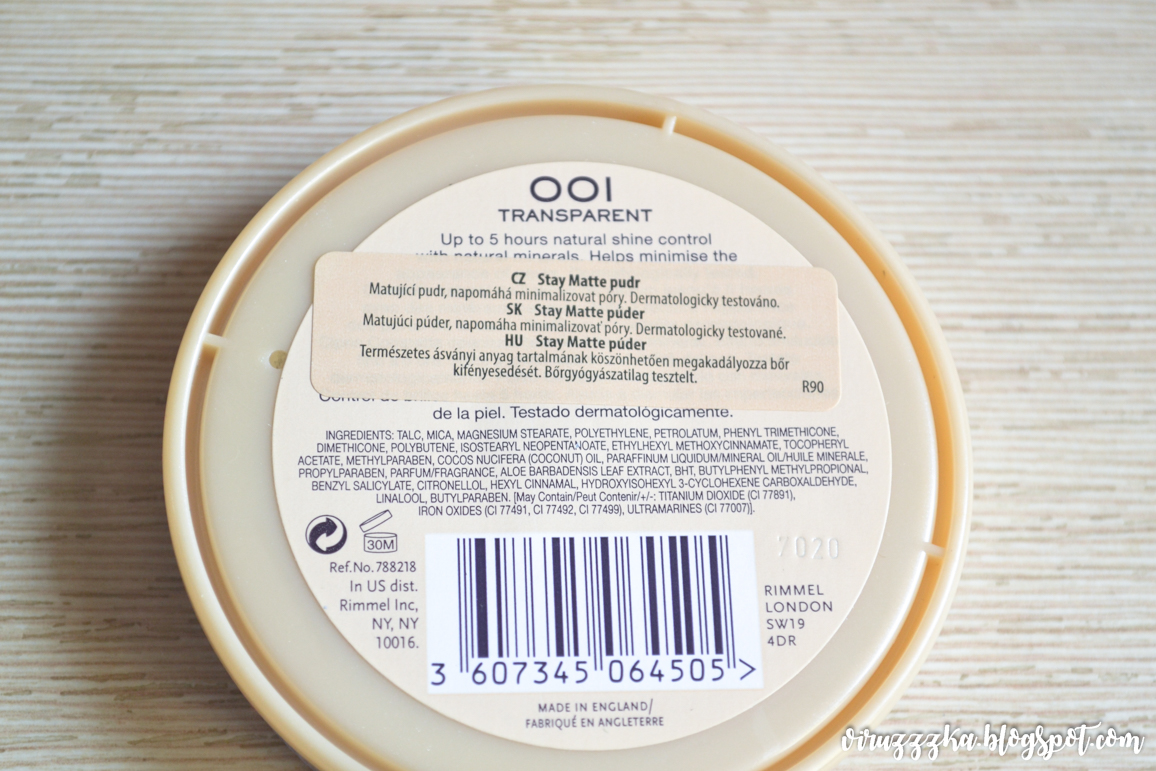 001
TRANSPARENT
Up to 5 hours natural shine control
with natural minerals. Helps minimise the
CZ Stay Matte pudr
Matující pudr, napomáhá minimalizovat póry. Dermatologicky testováno.
SK Stay Matte púder
Matujúci púder, napomáha minimalizovať póry. Dermatologicky testované.
HU Stay Matte púder
Természetes ásványi anyag tartalmának köszönhetően megakadályozza bőr
kifényesedését. Bőrgyógyászatilag tesztelt.
R90
de la piel. Testado dermatológicamente.
INGREDIENTS: TALC, MICA, MAGNESIUM STEARATE, POLYETHYLENE, PETROLATUM, PHENYL TRIMETHICONE,
DIMETHICONE, POLYBUTENE, ISOSTEARYL NEOPENTANOATE, ETHYLHEXYL METHOXYCINNAMATE, TOCOPHERYL
ACETATE, METHYLPARABEN, COCOS NUCIFERA (COCONUT) OIL, PARAFFINUM LIQUIDUM/MINERAL OIL/HUILE MINERALE,
PROPYLPARABEN, PARFUM/FRAGRANCE, ALOE BARBADENSIS LEAF EXTRACT, BHT, BUTYLPHENYL METHYLPROPIONAL,
BENZYL SALICYLATE, CITRONELLOL, HEXYL CINNAMAL, HYDROXYISOHEXYL 3-CYCLOHEXENE CARBOXALDEHYDE,
LINALOOL, BUTYLPARABEN. [May Contain/Peut Contenir/+/-: TITANIUM DIOXIDE (CI 77891),
IRON OXIDES (CI 77491, CI 77492, CI 77499), ULTRAMARINES (CI 77007)].
30M
7020
Ref.No.788218
In US dist.
Rimmel Inc,
NY, NY
10016.
RIMMEL
LONDON
SW19
4DR
3 607345 064505 >
MADE IN ENGLAND/
FABRIQUÉ EN ANGLETERRE
viruzzzka.blogspot.com